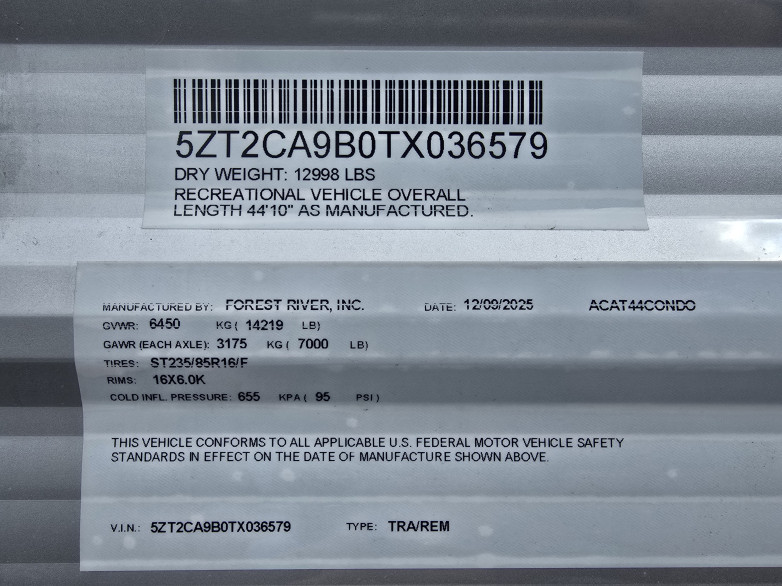 5ZT2CA9B0TX036579
DRY WEIGHT: 12998 LBS
RECREATIONAL VEHICLE OVERALL
LENGTH 44'10" AS MANUFACTURED.
MANUFACTURED BY: FOREST RIVER, INC. DATE: 12/09/2025 ACAT44CONDO
GVWR: 6450 KG ( 14219 LB)
GAWR (EACH AXLE): 3175 KG ( 7000 LB)
TIRES: ST235/85R16/F
RIMS: 16X6.0K
COLD INFL. PRESSURE: 655 KPA ( 95 PSI )
THIS VEHICLE CONFORMS TO ALL APPLICABLE U.S. FEDERAL MOTOR VEHICLE SAFETY
STANDARDS IN EFFECT ON THE DATE OF MANUFACTURE SHOWN ABOVE.
V.I.N.: 5ZT2CA9B0TX036579 TYPE: TRA/REM